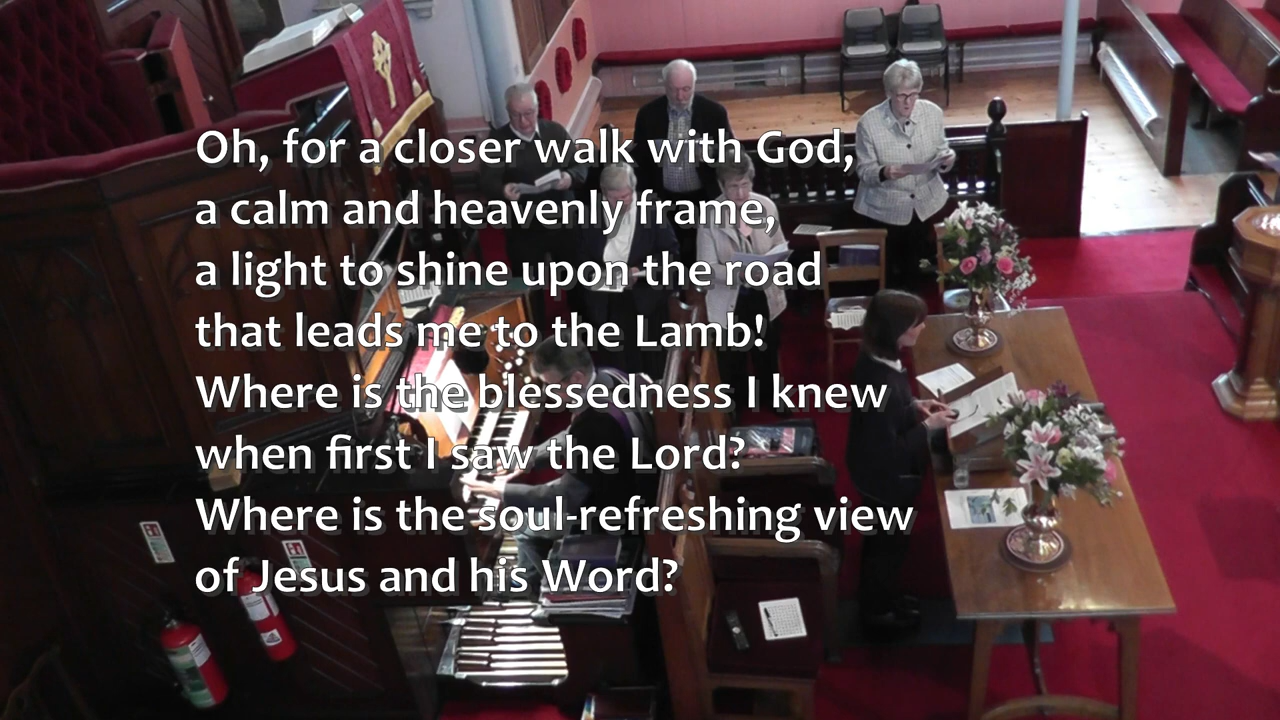 Oh, for a closer walk with God,
a calm and heavenly frame,
a light to shine upon the road
that leads me to the Lamb!
Where is the blessedness I knew
when first I saw the Lord?
Where is the soul-refreshing view
of Jesus and his Word?